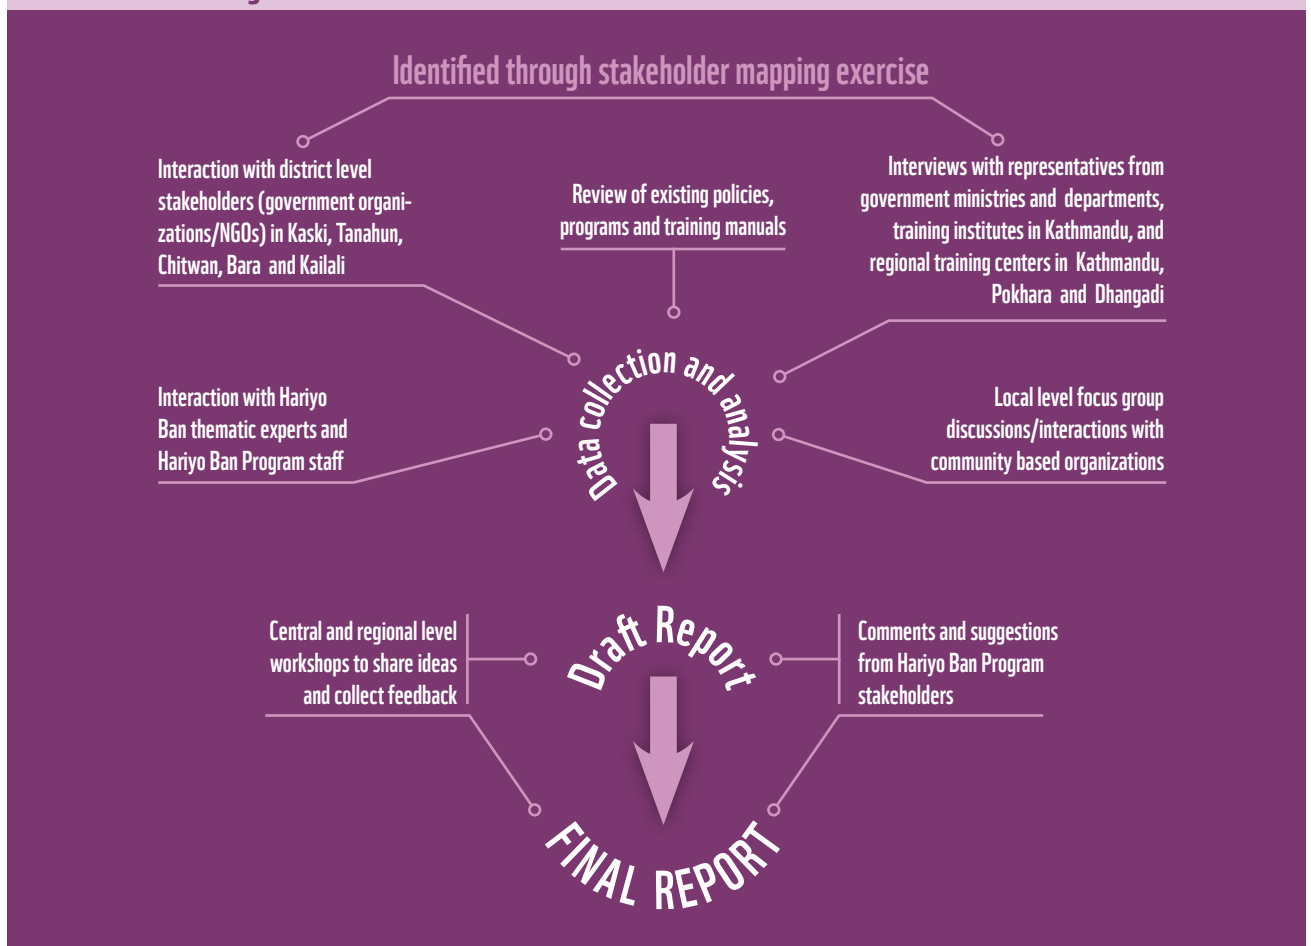 Identified through stakeholder mapping exercise
Interaction with district level
stakeholders (government organi-
zations/NGOs) in Kaski, Tanahun,
Chitwan, Bara and Kailali
Review of existing policies,
programs and training manuals
Interviews with representatives from
government ministries and departments,
training institutes in Kathmandu, and
regional training centers in Kathmandu,
Pokhara and Dhangadi
Interaction with Hariyo
Ban thematic experts and
Hariyo Ban Program staff
Data collection and analysis
Local level focus group
discussions/interactions with
community based organizations
Central and regional level
workshops to share ideas
and collect feedback
Draft Report
Comments and suggestions
from Hariyo Ban Program
stakeholders
FINAL REPORT